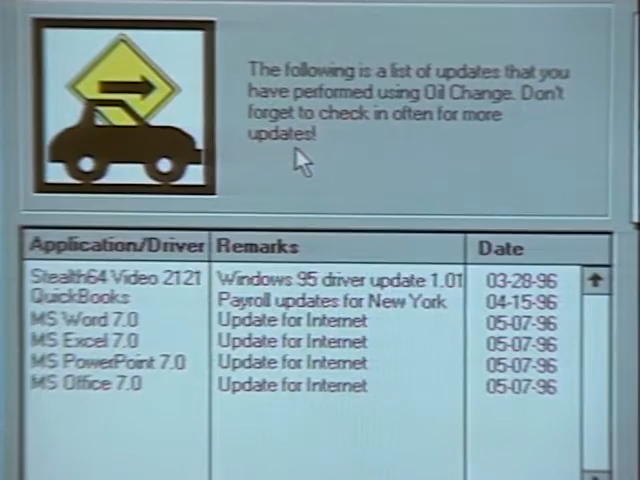 The following is a list of updates that you
have performed using Oil Change. Don't
forget to check in often for more
updates!
Application/Driver Remarks Date
Stealth64 Video 2121 Windows 95 driver update 1.01 03-28-96
QuickBooks Payroll updates for New York 04-15-96
MS Word 7.0 Update for Internet 05-07-96
MS Excel 7.0 Update for Internet 05-07-96
MS PowerPoint 7.0 Update for Internet 05-07-96
MS Office 7.0 Update for Internet 05-07-96